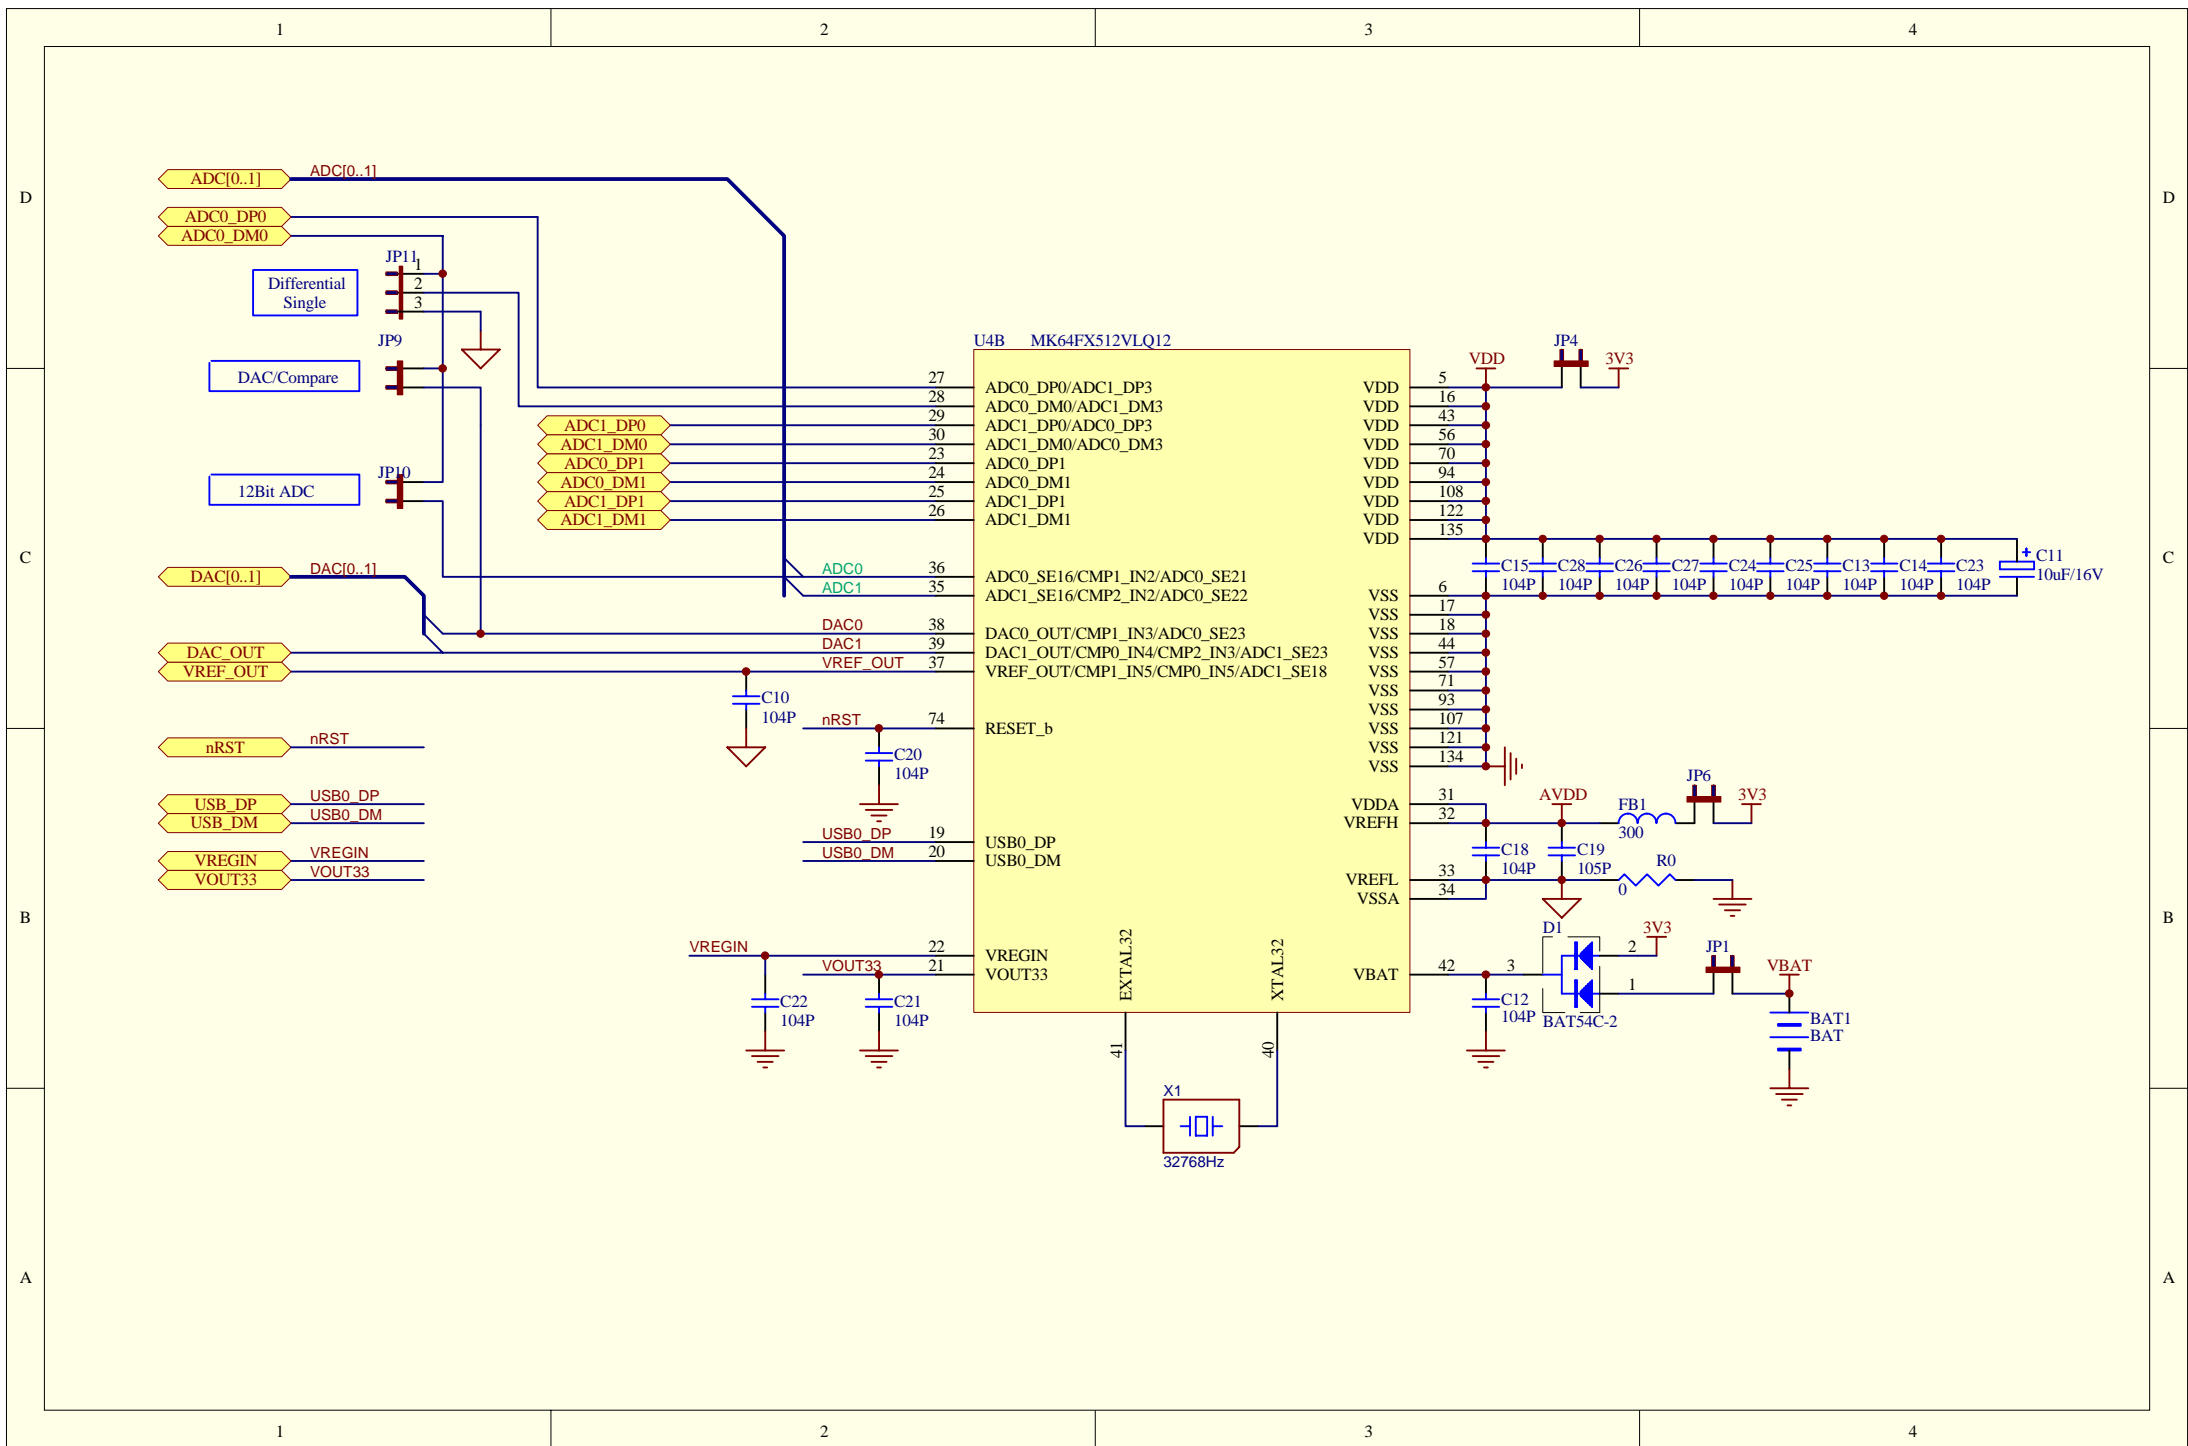 1 2 3 4
D D
ADC[0..1] ADC[0..1]
ADC0_DP0
ADC0_DM0
JP11
1
2
3
Differential
Single
JP9
DAC/Compare
JP10
12Bit ADC
U4B MK64FX512VLQ12
27 ADC0_DP0/ADC1_DP3
28 ADC0_DM0/ADC1_DM3
ADC1_DP0 29 ADC1_DP0/ADC0_DP3
ADC1_DM0 30 ADC1_DM0/ADC0_DM3
ADC0_DP1 23 ADC0_DP1
ADC0_DM1 24 ADC0_DM1
ADC1_DP1 25 ADC1_DP1
ADC1_DM1 26 ADC1_DM1
C C
DAC[0..1] DAC[0..1]
ADC0 36 ADC0_SE16/CMP1_IN2/ADC0_SE21
ADC1 35 ADC1_SE16/CMP2_IN2/ADC0_SE22
DAC0 38 DAC0_OUT/CMP1_IN3/ADC0_SE23
DAC_OUT DAC1 39 DAC1_OUT/CMP0_IN4/CMP2_IN3/ADC1_SE23
VREF_OUT VREF_OUT 37 VREF_OUT/CMP1_IN5/CMP0_IN5/ADC1_SE18
C10
104P
nRST 74 RESET_b
C20
104P
nRST nRST
USB_DP USB0_DP
USB_DM USB0_DM
VREGIN VREGIN
VOUT33 VOUT33
USB0_DP 19 USB0_DP
USB0_DM 20 USB0_DM
VREGIN 22 VREGIN
VOUT33 21 VOUT33
C22
104P
C21
104P
EXTAL32
XTAL32
41
40
X1
32768Hz
VDD JP4 3V3
VDD 5
VDD 16
VDD 43
VDD 56
VDD 70
VDD 94
VDD 108
VDD 122
VDD 135
C15 C28 C26 C27 C24 C25 C13 C14 C23 + C11
104P 104P 104P 104P 104P 104P 104P 104P 104P 10uF/16V
VSS 6
VSS 17
VSS 18
VSS 44
VSS 57
VSS 71
VSS 93
VSS 107
VSS 121
VSS 134
JP6
AVDD FB1 3V3
300
VDDA 31
VREFH 32
C18 C19 R0
104P 105P 0
VREFL 33
VSSA 34
B B
D1 3V3
2
JP1
VBAT 42 3 VBAT
1
C12
104P BAT54C-2
BAT1
BAT
A A
1 2 3 4